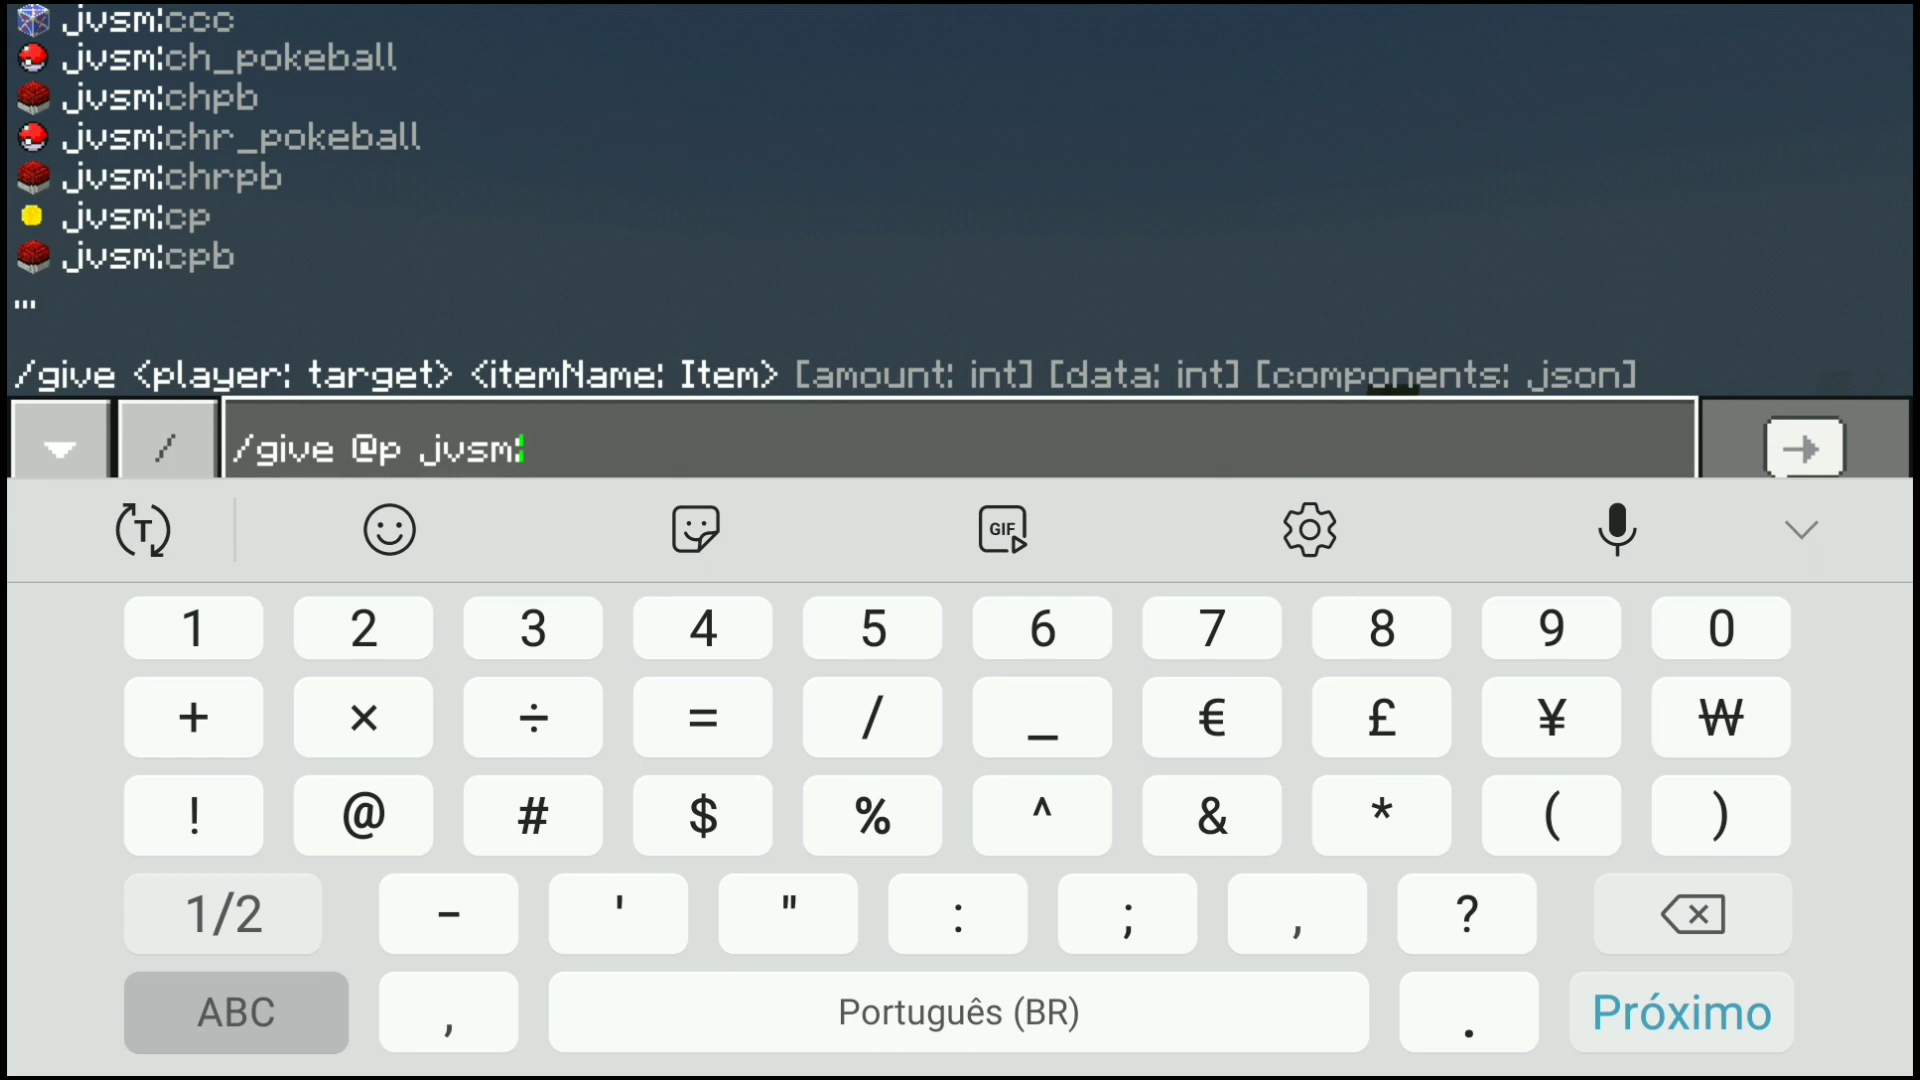 jvsm:ccc
jvsm:ch_pokeball
jvsm:chpb
jvsm:chr_pokeball
jvsm:chrpb
jvsm:cp
jvsm:cpb
...
/give <player: target> <itemName: Item> [amount: int] [data: int] [components: json]
/ /give @p jvsm:
T GIF
1 2 3 4 5 6 7 8 9 0
+ × ÷ = / _ € £ ¥ ₩
! @ # $ % ^ & * ( )
1/2 - ' " : ; , ?
ABC , Português (BR) . Próximo